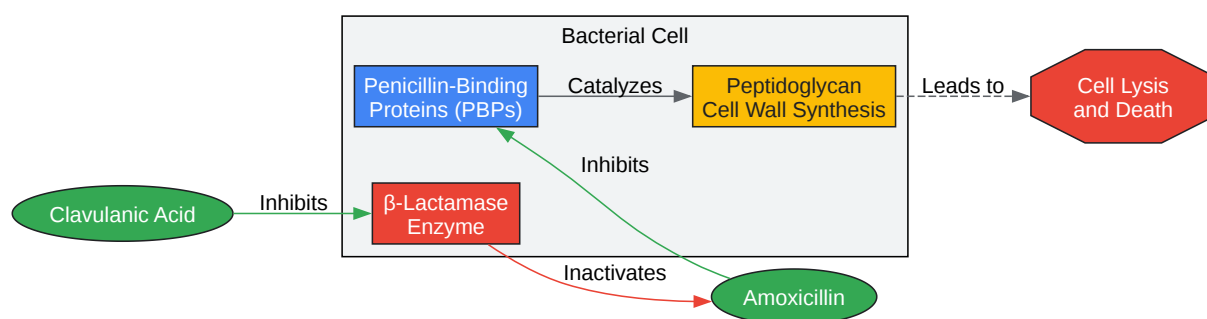 Bacterial Cell
Penicillin-Binding
Proteins (PBPs)
Catalyzes
Peptidoglycan
Cell Wall Synthesis
Leads to
Cell Lysis
and Death
Inhibits
Clavulanic Acid
Inhibits
β-Lactamase
Enzyme
Inactivates
Amoxicillin